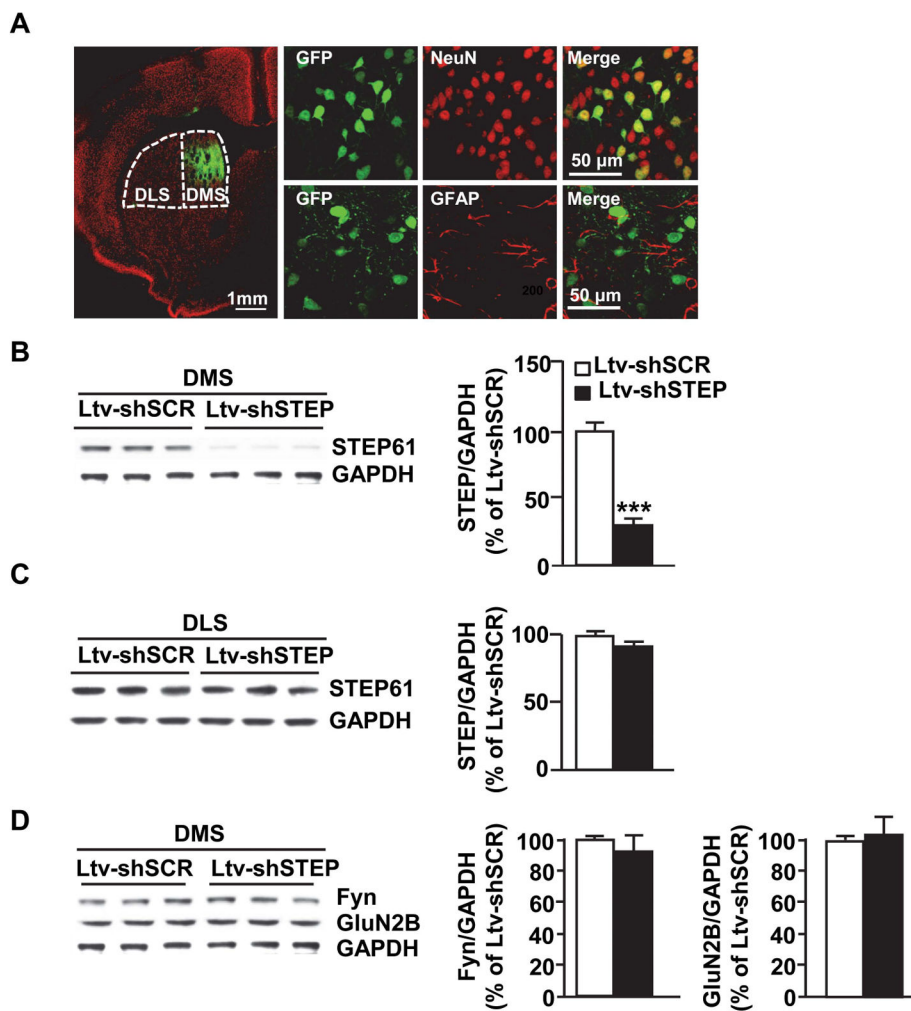 A
GFP
NeuN
Merge
DLS
DMS
1mm
50 µm
GFP
GFAP
Merge
200
50 µm
B
DMS
Ltv-shSCR
Ltv-shSTEP
STEP61
GAPDH
STEP/GAPDH
(% of Ltv-shSCR)
150
100
50
0
Ltv-shSCR
Ltv-shSTEP
***
C
DLS
Ltv-shSCR
Ltv-shSTEP
STEP61
GAPDH
STEP/GAPDH
(% of Ltv-shSCR)
100
50
0
D
DMS
Ltv-shSCR
Ltv-shSTEP
Fyn
GluN2B
GAPDH
Fyn/GAPDH
(% of Ltv-shSCR)
100
80
60
40
20
0
GluN2B/GAPDH
(% of Ltv-shSCR)
100
80
60
40
20
0